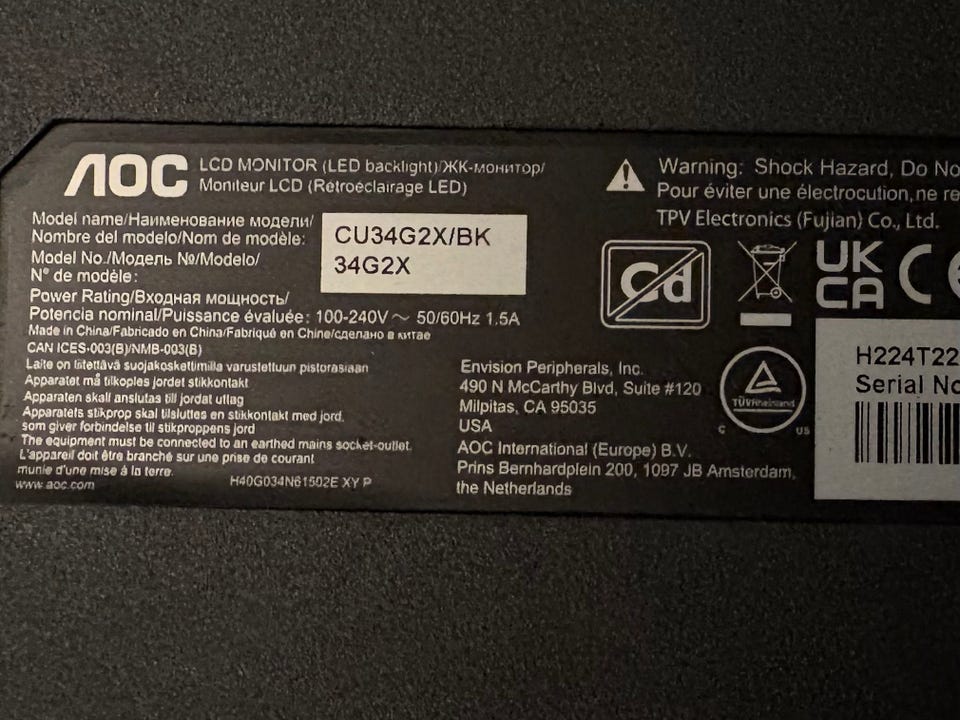 AOC
LCD MONITOR (LED backlight)/ЖК-монитор/
Moniteur LCD (Rétroéclairage LED)
Model name/Наименование модели/
Nombre del modelo/Nom de modèle:
CU34G2X/BK
Model No./Модель №/Modelo/
N° de modèle:
34G2X
Power Rating/Входная мощность/
Potencia nominal/Puissance évaluée: 100-240V ~ 50/60Hz 1.5A
Made in China/Fabricado en China/Fabriqué en Chine/сделано в китае
CAN ICES-003(B)/NMB-003(B)
Laite on liitettävä suojakoskettimilla varustettuun pistorasiaan
Apparatet må tilkoples jordet stikkontakt
Apparaten skall anslutas till jordat uttag
Apparatets stikprop skal tilsluttes en stikkontakt med jord,
som giver forbindelse til stikproppens jord
The equipment must be connected to an earthed mains socket-outlet.
L'appareil doit être branché sur une prise de courant
munie d'une mise à la terre.
www.aoc.com
H40G034N61502E XY P
Envision Peripherals, Inc.
490 N McCarthy Blvd, Suite #120
Milpitas, CA 95035
USA
AOC International (Europe) B.V.
Prins Bernhardplein 200, 1097 JB Amsterdam,
the Netherlands
Warning: Shock Hazard, Do No
Pour éviter une électrocution, ne re
TPV Electronics (Fujian) Co., Ltd.
Cd
UK
CA
CE
TÜVRheinland
C US
H224T22
Serial No